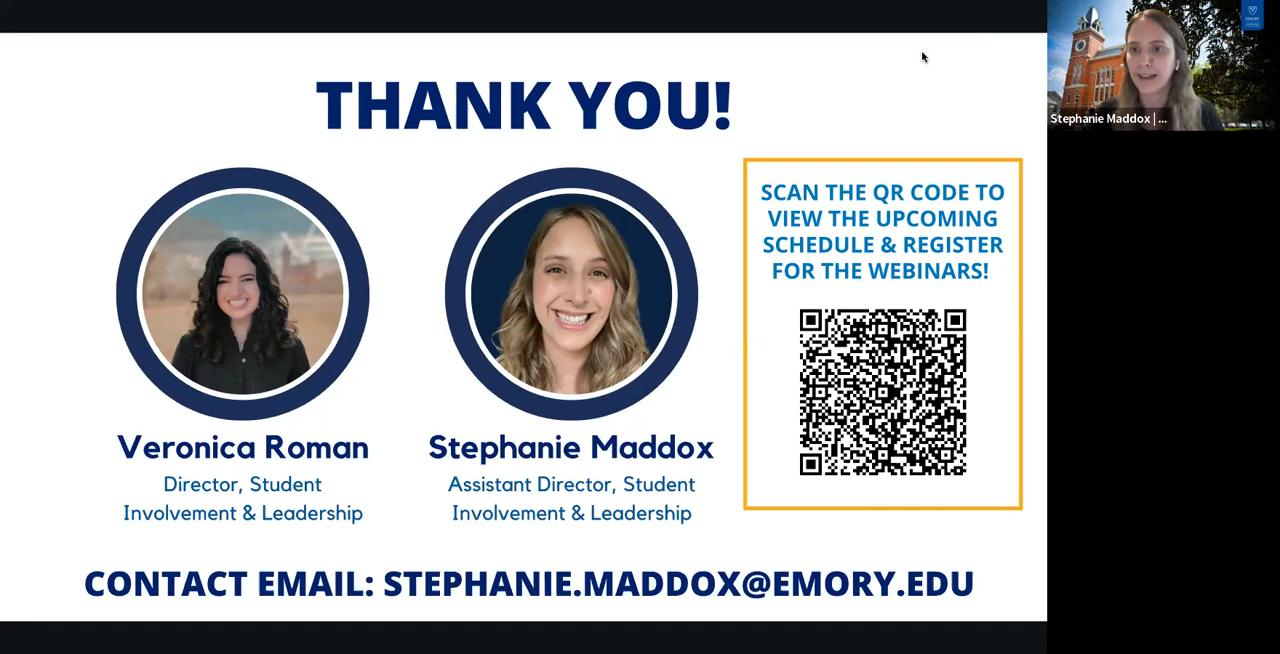 THANK YOU!
Stephanie Maddox | ...
SCAN THE QR CODE TO
VIEW THE UPCOMING
SCHEDULE & REGISTER
FOR THE WEBINARS!
Veronica Roman
Director, Student
Involvement & Leadership
Stephanie Maddox
Assistant Director, Student
Involvement & Leadership
CONTACT EMAIL: STEPHANIE.MADDOX@EMORY.EDU